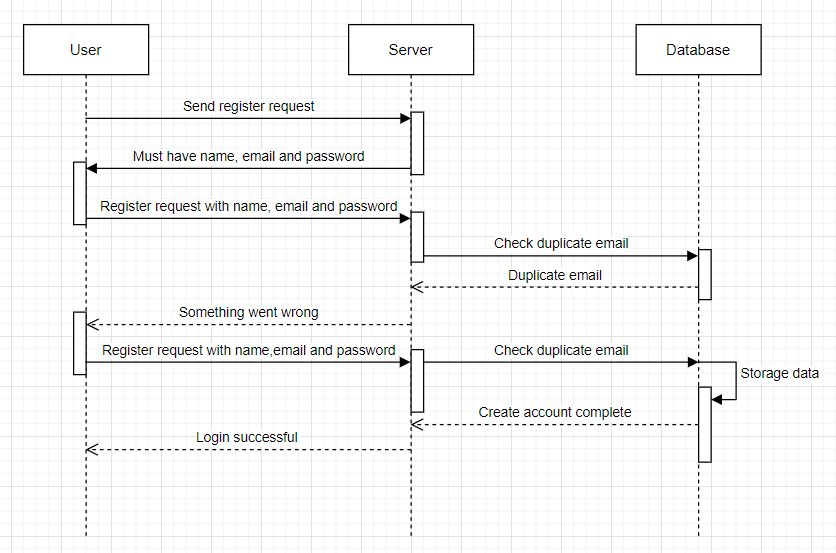 User
Server
Database
Send register request
Must have name, email and password
Register request with name, email and password
Check duplicate email
Duplicate email
Something went wrong
Register request with name,email and password
Check duplicate email
Storage data
Create account complete
Login successful